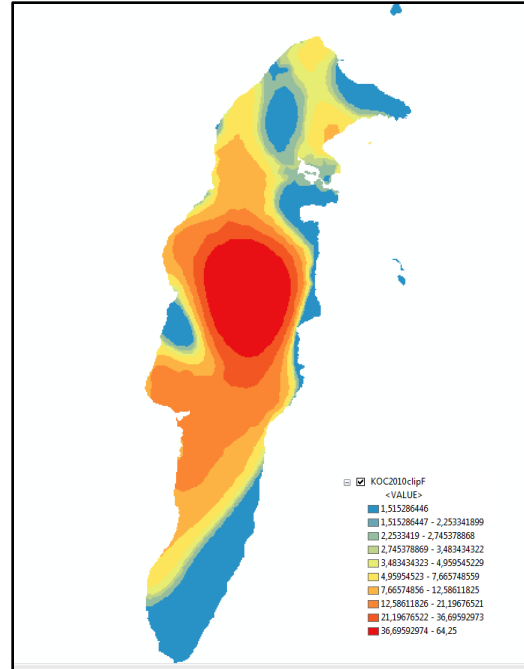 KOC2010clipF
<VALUE>
1,515286446
1,515286447 - 2,253341899
2,2533419 - 2,745378868
2,745378869 - 3,483434322
3,483434323 - 4,959545229
4,95954523 - 7,665748559
7,66574856 - 12,58611825
12,58611826 - 21,19676521
21,19676522 - 36,69592973
36,69592974 - 64,25